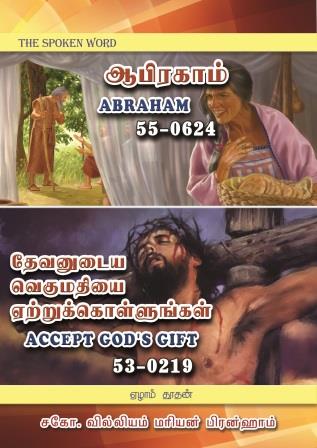 THE SPOKEN WORD
ஆபிரகாம்
ABRAHAM
55-0624
தேவனுடைய
வெகுமதியை
ஏற்றுக்கொள்ளுங்கள்
ACCEPT GOD'S GIFT
53-0219
ஏழாம் தூதன்
சகோ. வில்லியம் மரியன் பிரன்ஹாம்